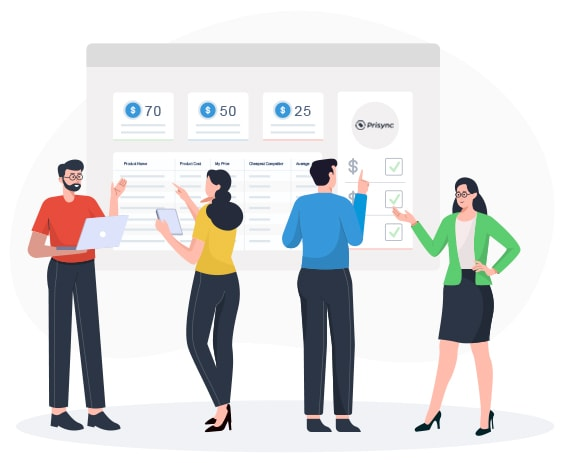 $ 70
$ 50
$ 25
Prisync
Product Name
Product Cost
My Price
Cheapest Competitor
Average
$
$